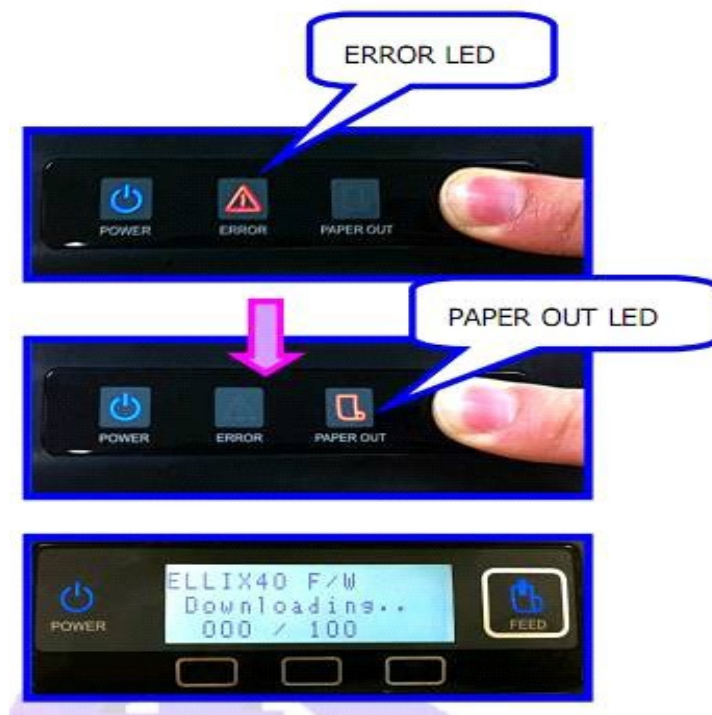 ERROR LED
POWER
ERROR
PAPER OUT
PAPER OUT LED
POWER
ERROR
PAPER OUT
ELLIX40 F/W
Downloading..
000 / 100
POWER
FEED